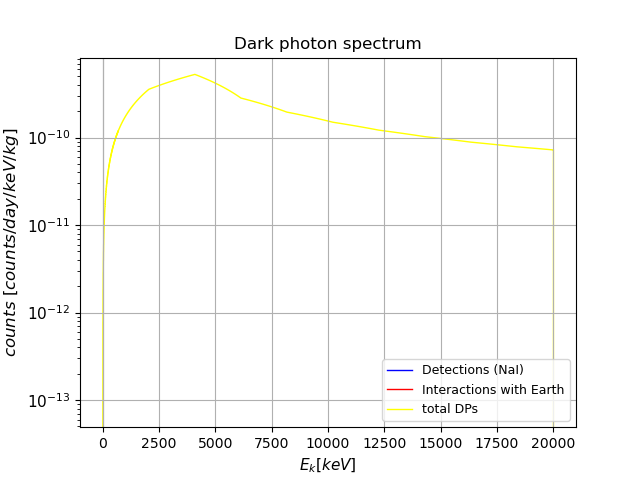 Dark photon spectrum
counts [counts/day/keV/kg]
10⁻¹⁰
10⁻¹¹
10⁻¹²
10⁻¹³
Detections (NaI)
Interactions with Earth
total DPs
0 2500 5000 7500 10000 12500 15000 17500 20000
E_k[keV]